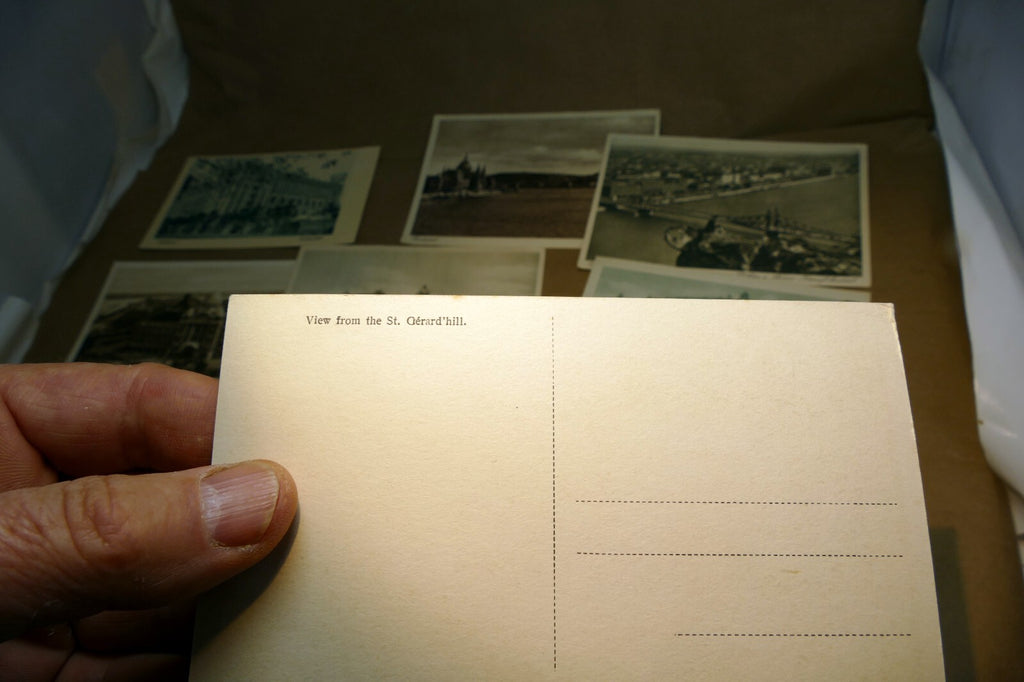 View from the St. Gérard'hill.